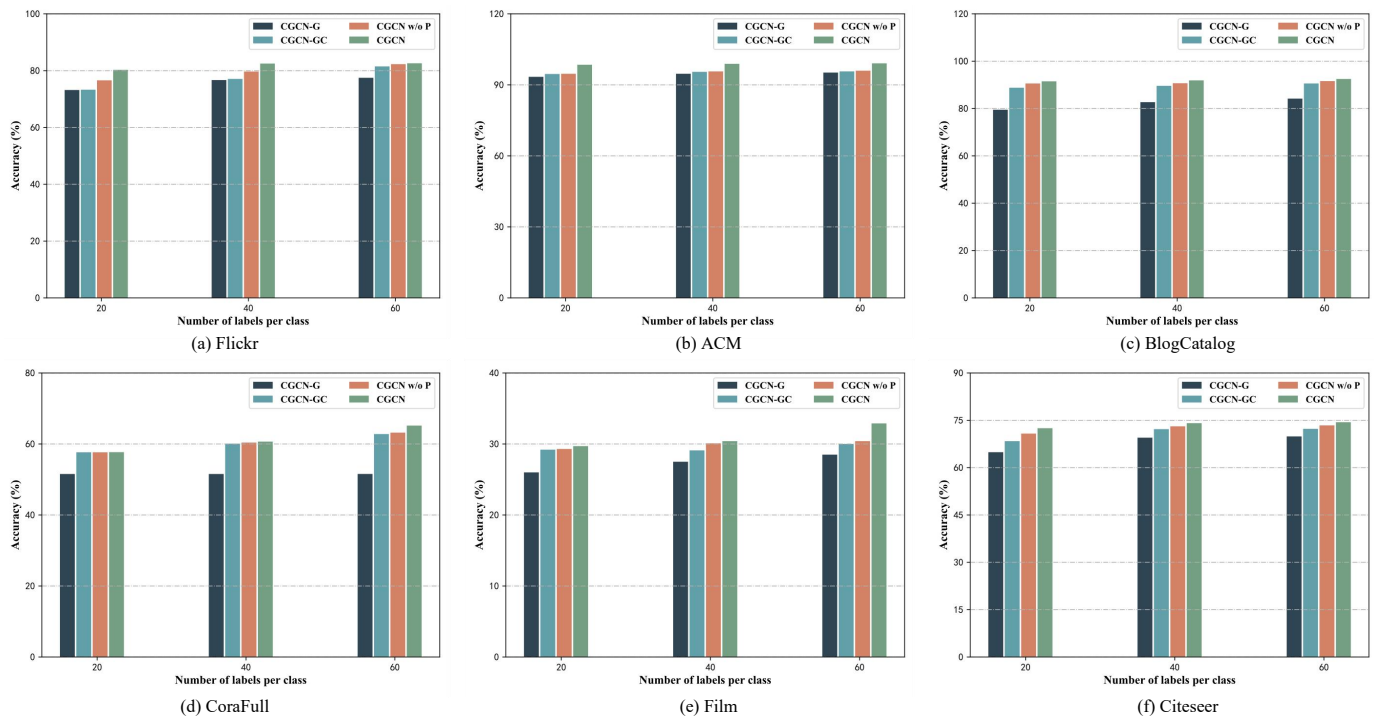 100
80
60
40
20
0
Accuracy (%)
CGCN-G
CGCN-GC
CGCN w/o P
CGCN
20
40
60
Number of labels per class
(a) Flickr
120
90
60
30
0
Accuracy (%)
CGCN-G
CGCN-GC
CGCN w/o P
CGCN
20
40
60
Number of labels per class
(b) ACM
120
100
80
60
40
20
0
Accuracy (%)
CGCN-G
CGCN-GC
CGCN w/o P
CGCN
20
40
60
Number of labels per class
(c) BlogCatalog
80
60
40
20
0
Accuracy (%)
CGCN-G
CGCN-GC
CGCN w/o P
CGCN
20
40
60
Number of labels per class
(d) CoraFull
40
30
20
10
0
Accuracy (%)
CGCN-G
CGCN-GC
CGCN w/o P
CGCN
20
40
60
Number of labels per class
(e) Film
90
75
60
45
30
15
0
Accuracy (%)
CGCN-G
CGCN-GC
CGCN w/o P
CGCN
20
40
60
Number of labels per class
(f) Citeseer